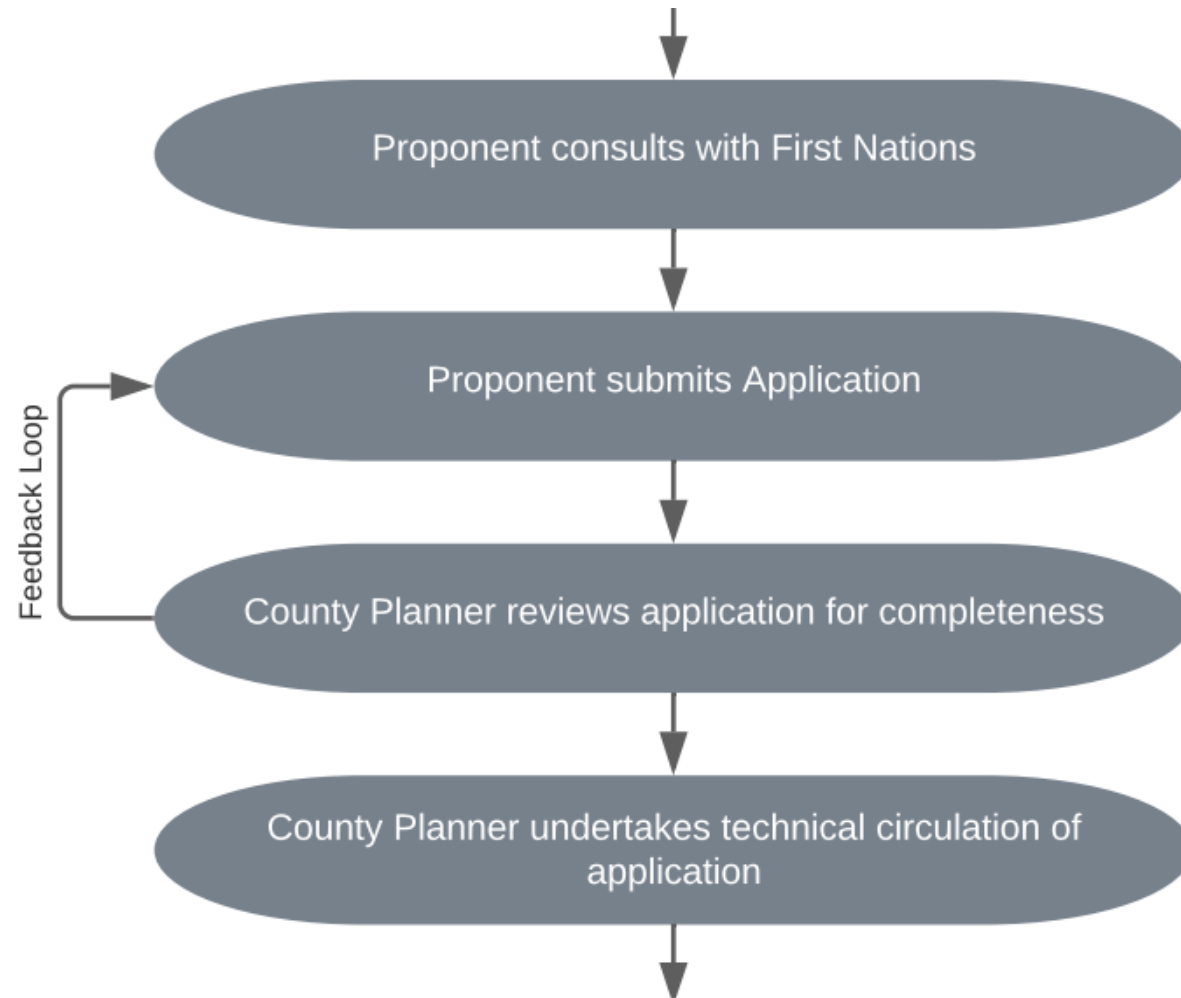 Proponent consults with First Nations
Proponent submits Application
Feedback Loop
County Planner reviews application for completeness
County Planner undertakes technical circulation of
application